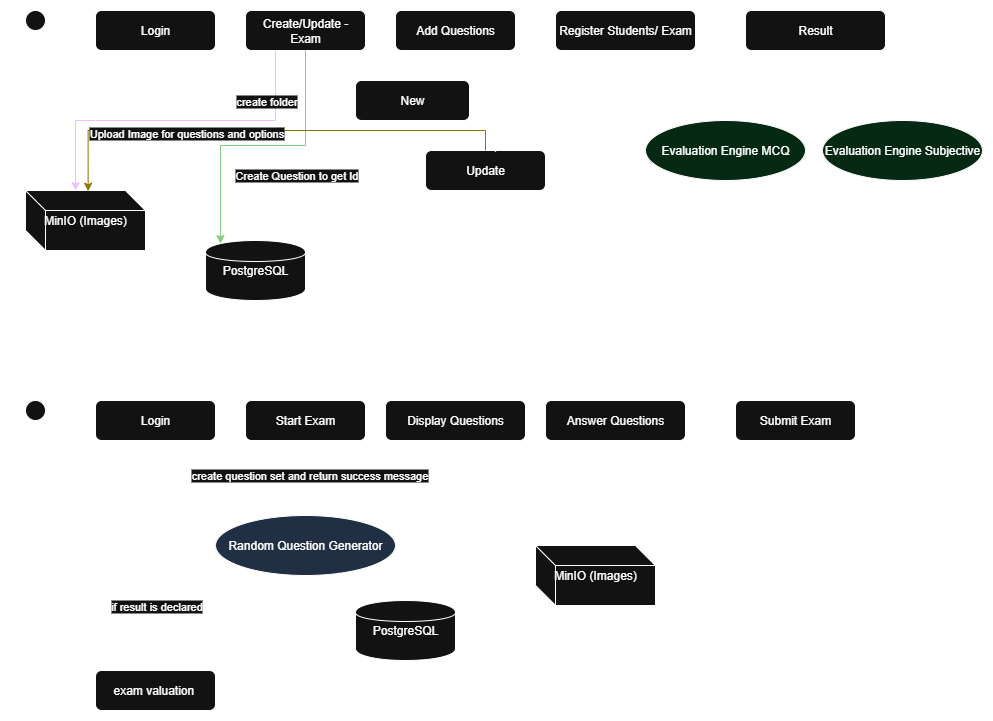 Login
Create/Update -
Exam
Add Questions
Register Students/ Exam
Result
create folder
New
Upload Image for questions and options
Evaluation Engine MCQ
Evaluation Engine Subjective
Create Question to get Id
Update
MinIO (Images)
PostgreSQL
Login
Start Exam
Display Questions
Answer Questions
Submit Exam
create question set and return success message
Random Question Generator
MinIO (Images)
if result is declared
PostgreSQL
exam valuation